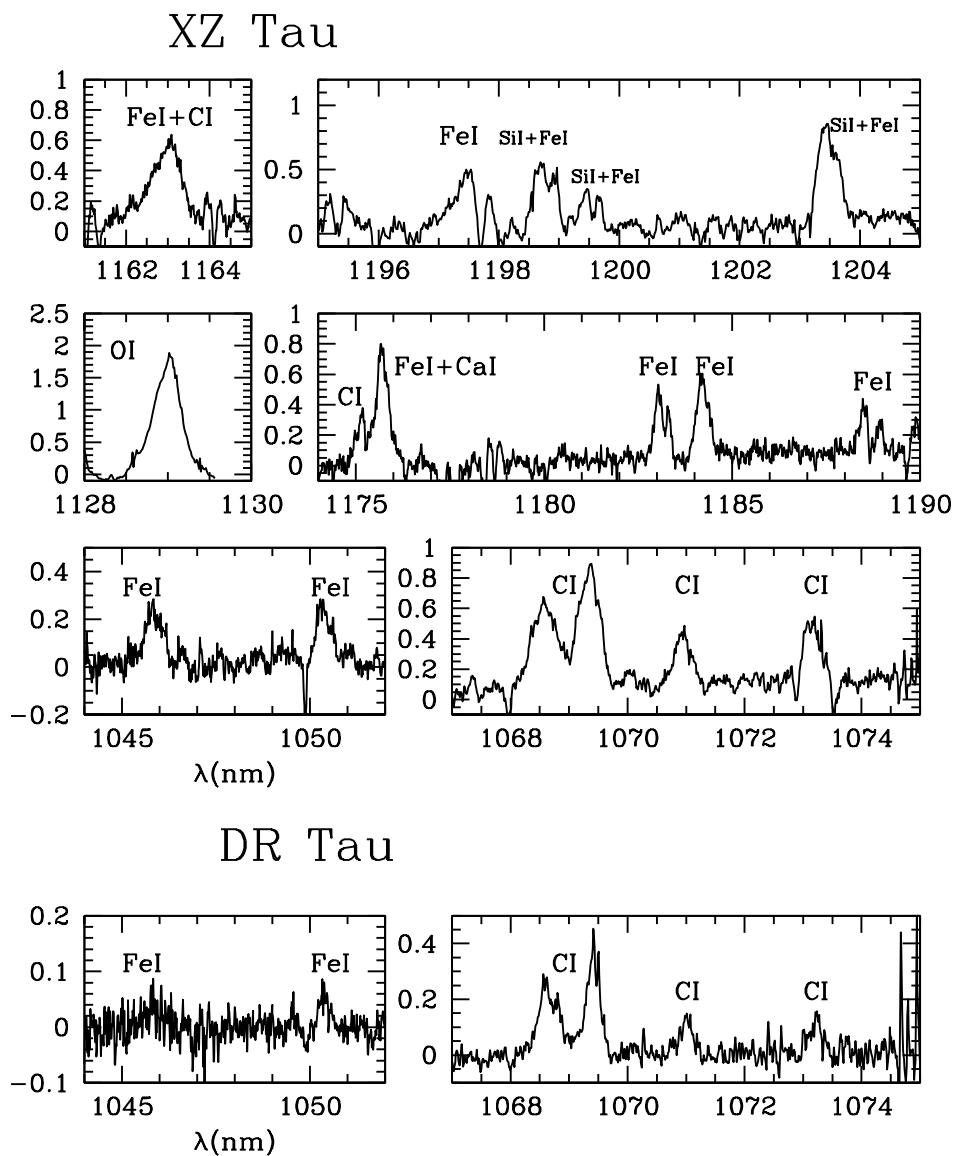 XZ Tau
1 0.8 0.6 0.4 0.2 0
FeI+CI
1162 1164
1 0.5 0
FeI SiI+FeI SiI+FeI SiI+FeI
1196 1198 1200 1202 1204
2.5 2 1.5 1 0.5 0
OI
1128 1130
1 0.8 0.6 0.4 0.2 0
CI FeI+CaI FeI FeI FeI
1175 1180 1185 1190
0.4 0.2 0 −0.2
FeI FeI
1045 1050
λ(nm)
1 0.8 0.6 0.4 0.2 0
CI CI CI
1068 1070 1072 1074
DR Tau
0.2 0.1 0 −0.1
FeI FeI
1045 1050
λ(nm)
0.4 0.2 0
CI CI CI
1068 1070 1072 1074